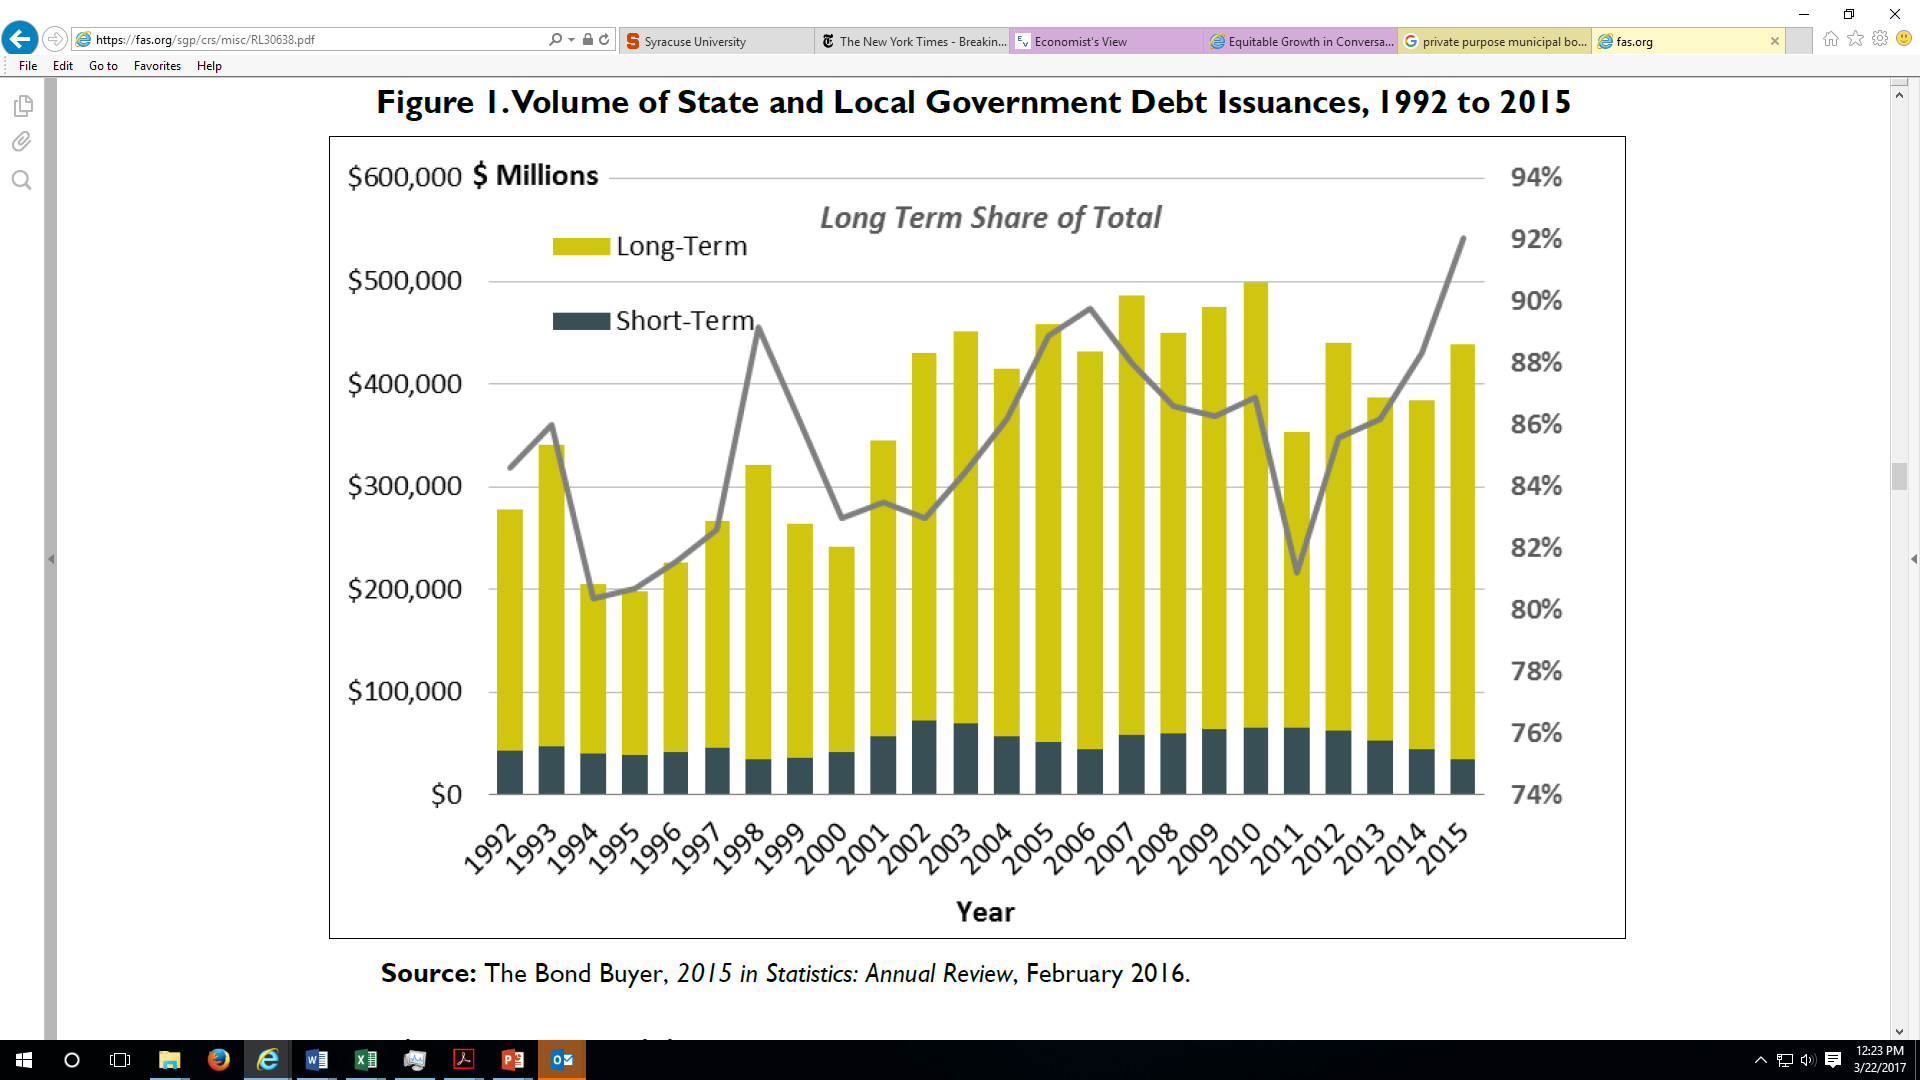 https://fas.org/sgp/crs/misc/RL30638.pdf
Syracuse University
The New York Times - Breakin...
Economist's View
Equitable Growth in Conversa...
private purpose municipal bo...
fas.org
File Edit Go to Favorites Help
Figure 1. Volume of State and Local Government Debt Issuances, 1992 to 2015
$600,000 $ Millions 94%
Long Term Share of Total
92%
Long-Term
$500,000
90%
Short-Term
88%
$400,000
86%
$300,000 84%
82%
$200,000
80%
78%
$100,000
76%
$0 74%
1992 1993 1994 1995 1996 1997 1998 1999 2000 2001 2002 2003 2004 2005 2006 2007 2008 2009 2010 2011 2012 2013 2014 2015
Year
Source: The Bond Buyer, 2015 in Statistics: Annual Review, February 2016.
12:23 PM
3/22/2017